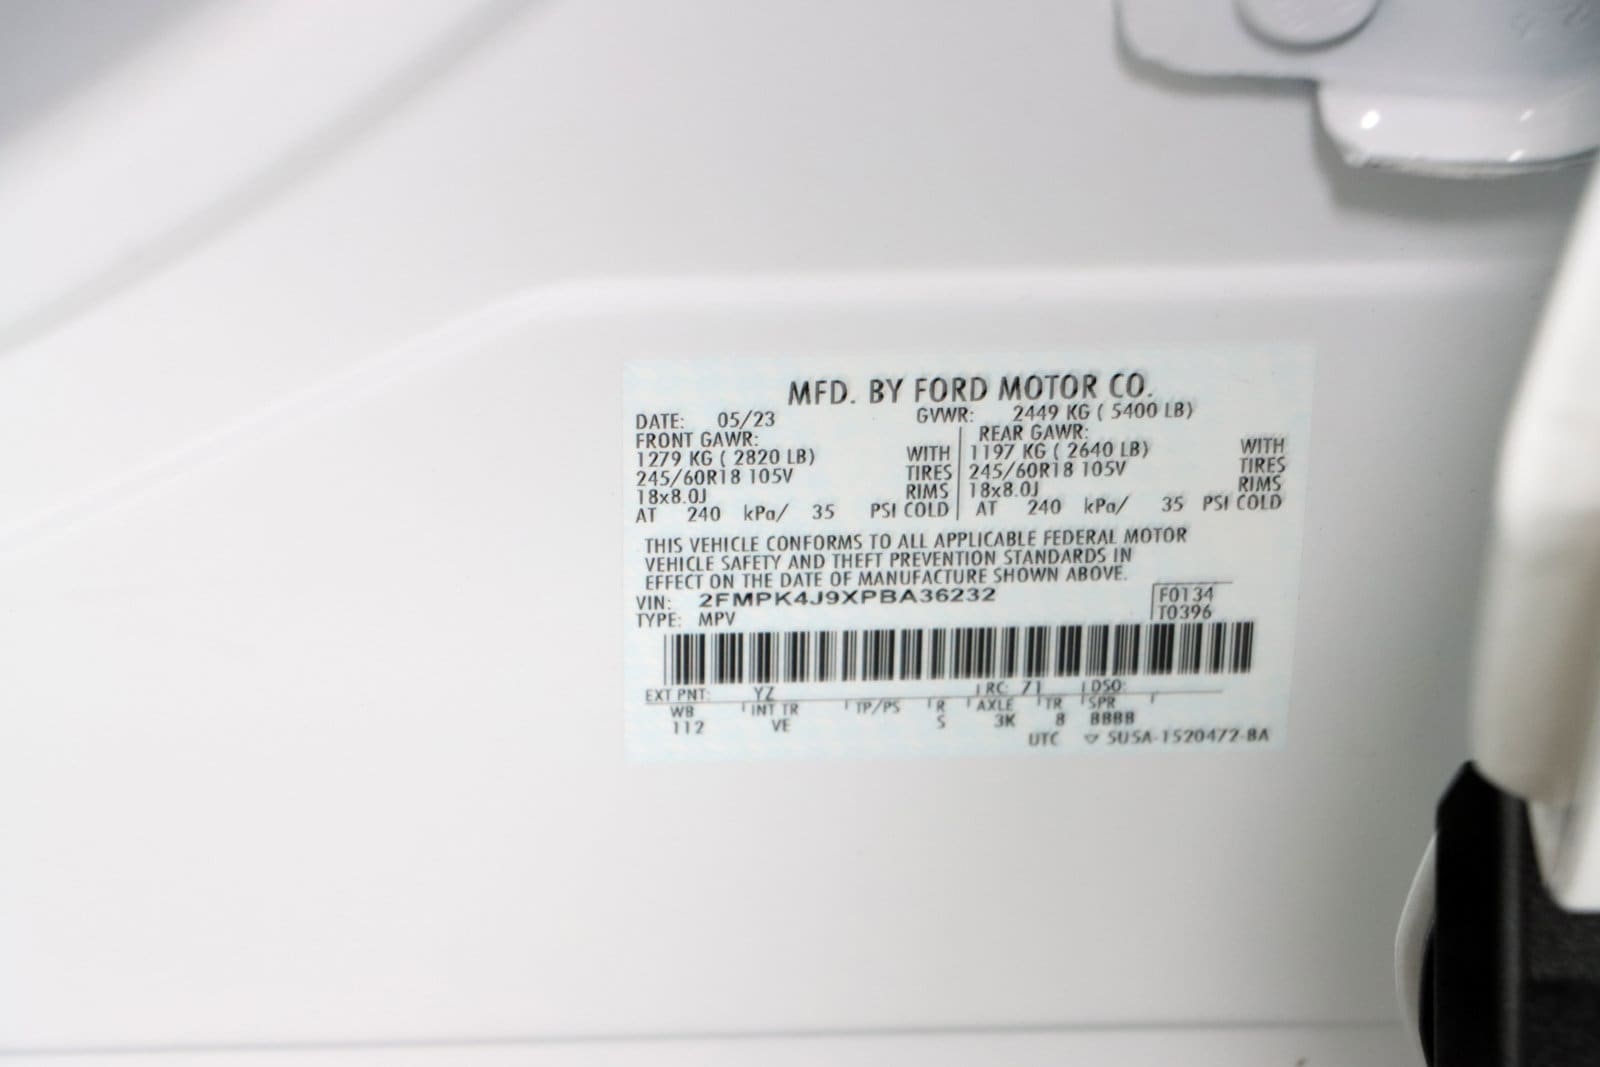 MFD. BY FORD MOTOR CO.
DATE: 05/23 GVWR: 2449 KG ( 5400 LB)
FRONT GAWR: REAR GAWR:
1279 KG ( 2820 LB) WITH 1197 KG ( 2640 LB) WITH
245/60R18 105V TIRES 245/60R18 105V TIRES
18x8.0J RIMS 18x8.0J RIMS
AT 240 kPa/ 35 PSI COLD AT 240 kPa/ 35 PSI COLD
THIS VEHICLE CONFORMS TO ALL APPLICABLE FEDERAL MOTOR
VEHICLE SAFETY AND THEFT PREVENTION STANDARDS IN
EFFECT ON THE DATE OF MANUFACTURE SHOWN ABOVE.
VIN: 2FMPK4J9XPBA36232 F0134
TYPE: MPV T0396
EXT PNT: YZ RC: 71 DSO:
WB INT TR TP/PS R AXLE TR SPR
112 VE S 3K 8 BBBB
UTC 5U5A-1520472-BA